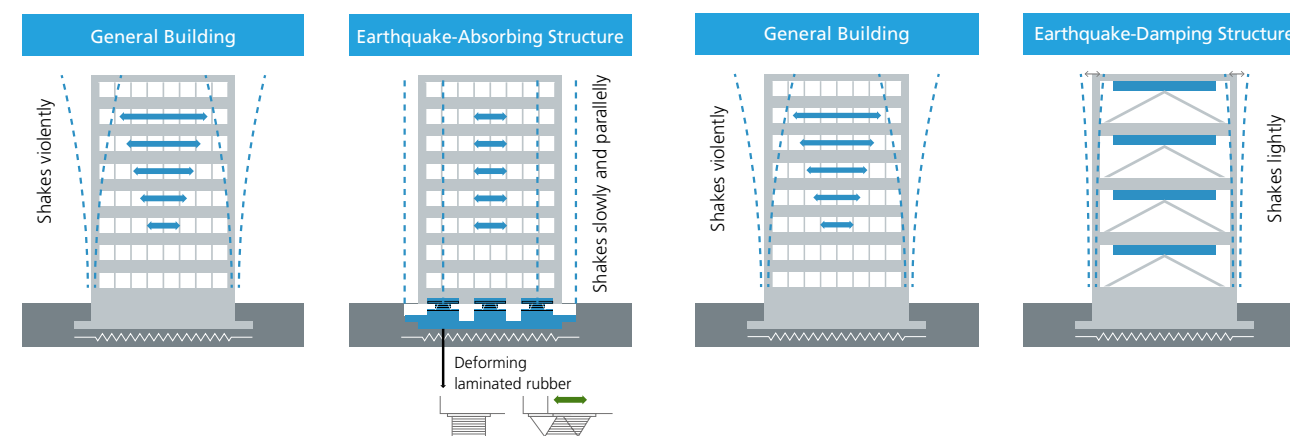 General Building
Earthquake-Absorbing Structure
General Building
Earthquake-Damping Structure
Shakes violently
Shakes slowly and parallelly
Shakes violently
Shakes lightly
Deforming
laminated rubber